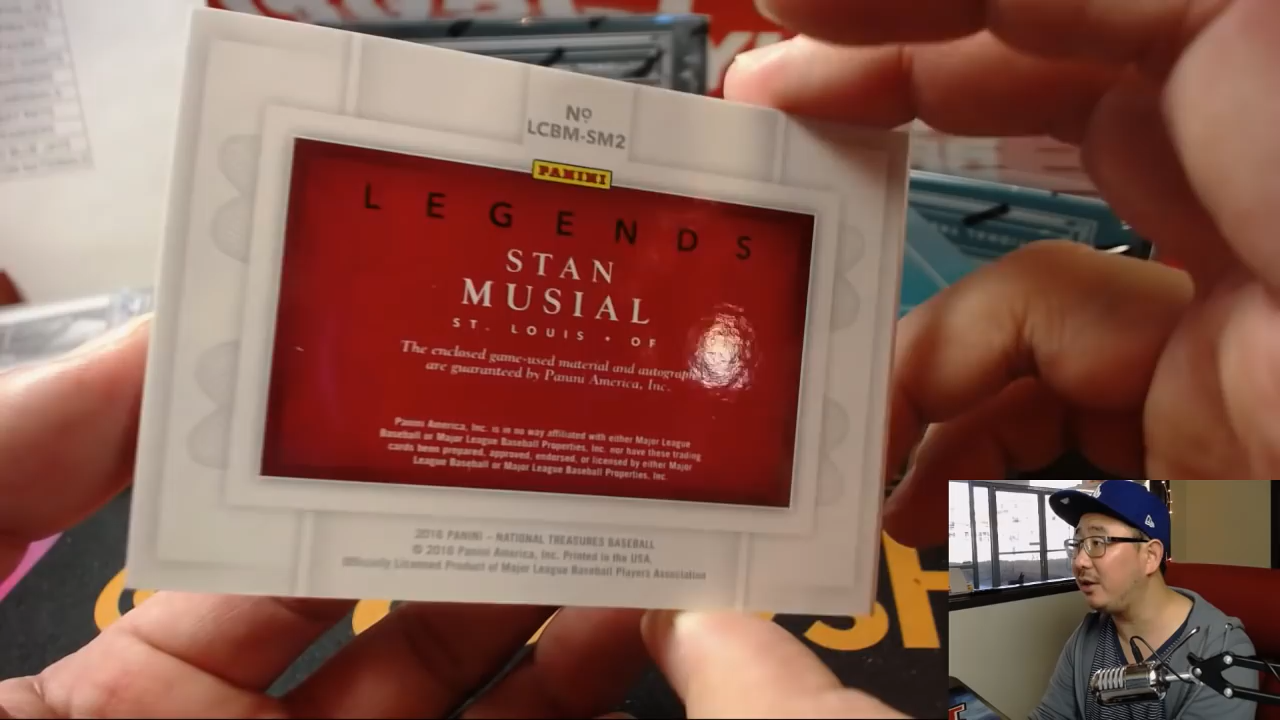 Nº
LCBM-SM2
PANINI
LEGENDS
STAN
MUSIAL
ST. LOUIS • OF
The enclosed game-used material and autograph
are guaranteed by Panini America, Inc.
Panini America, Inc. is in no way affiliated with either Major League
Baseball or Major League Baseball Properties, Inc. nor have these trading
cards been prepared, approved, endorsed, or licensed by either Major
League Baseball or Major League Baseball Properties, Inc.
2016 PANINI – NATIONAL TREASURES BASEBALL
© 2016 Panini America, Inc. Printed in the USA.
Officially Licensed Product of Major League Baseball Players Association